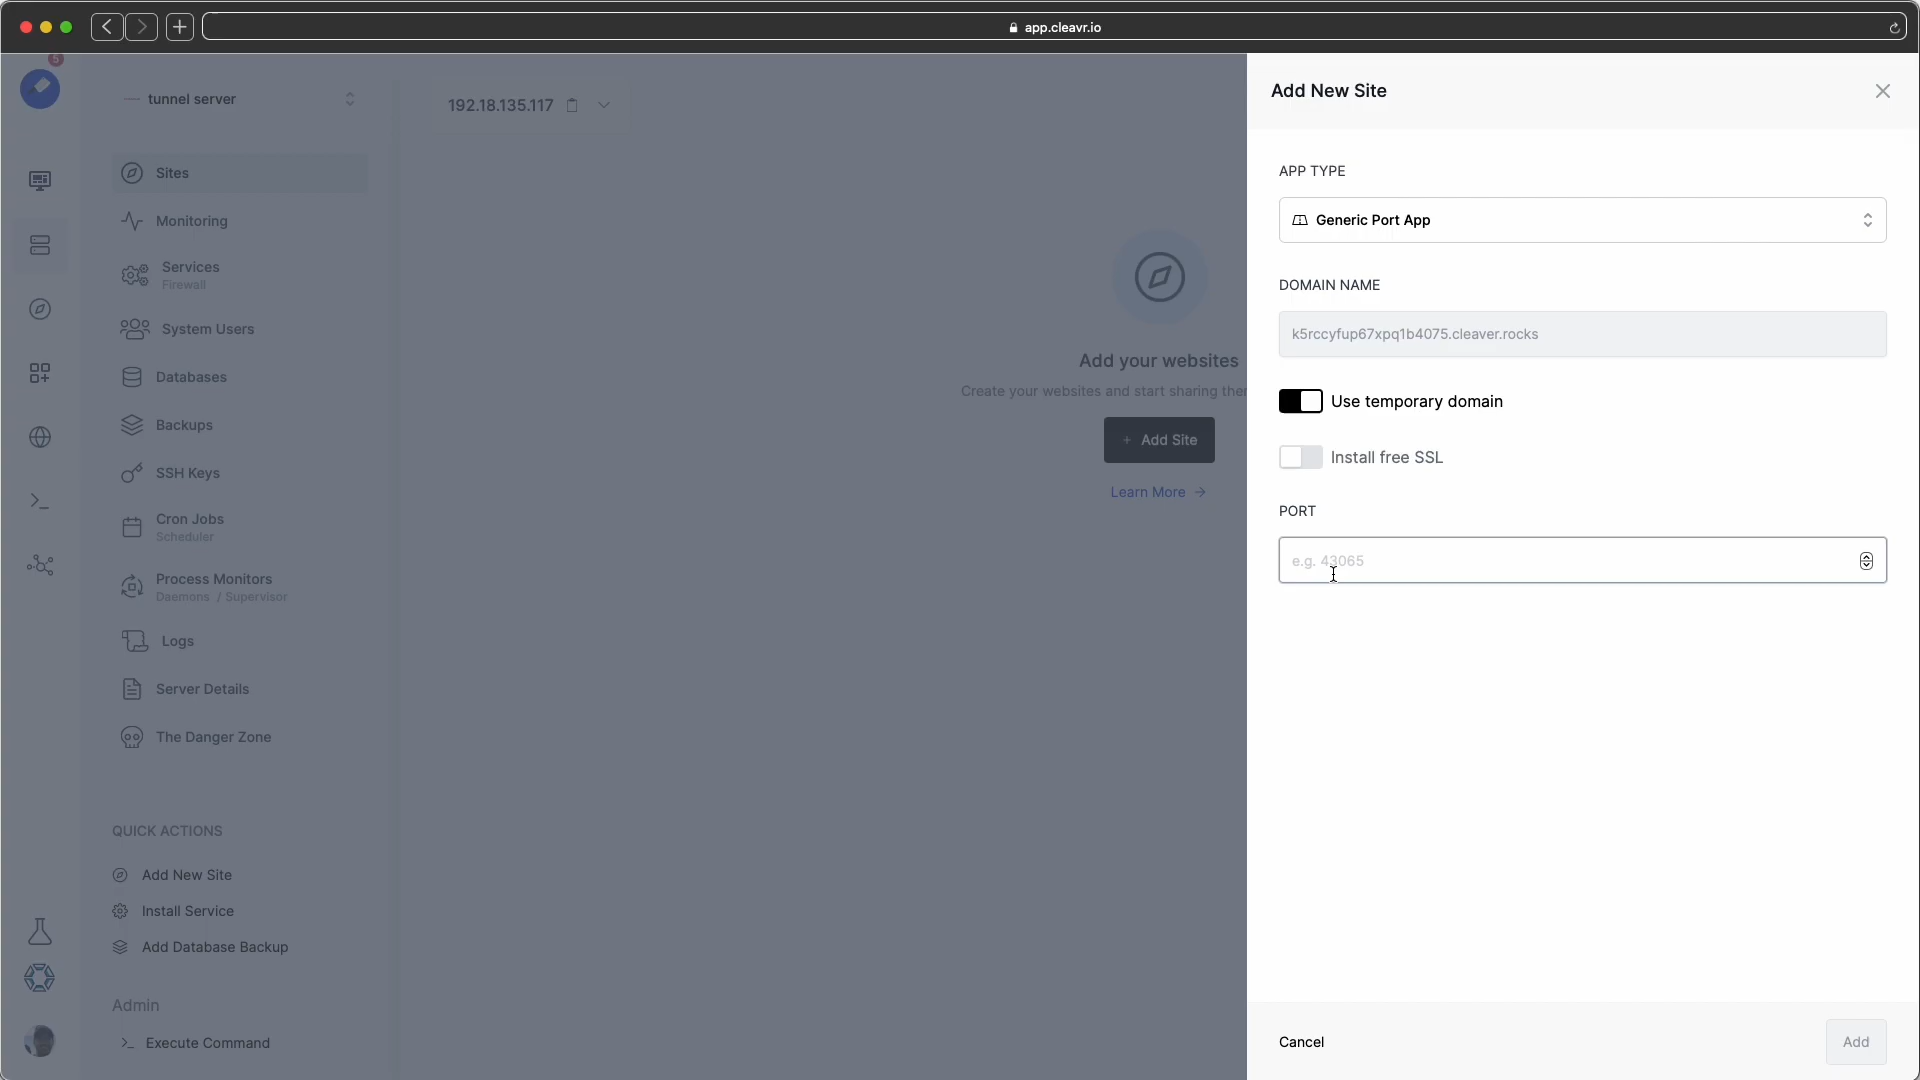 app.cleavr.io
5
tunnel server
192.18.135.117
Sites
Monitoring
Services
Firewall
System Users
Databases
Backups
SSH Keys
Cron Jobs
Scheduler
Process Monitors
Daemons / Supervisor
Logs
Server Details
The Danger Zone
QUICK ACTIONS
Add New Site
Install Service
Add Database Backup
Admin
Execute Command
Add your websites
Create your websites and start sharing ther
+ Add Site
Learn More →
Add New Site
APP TYPE
Generic Port App
DOMAIN NAME
k5rccyfup67xpq1b4075.cleaver.rocks
Use temporary domain
Install free SSL
PORT
e.g. 43065
Cancel
Add